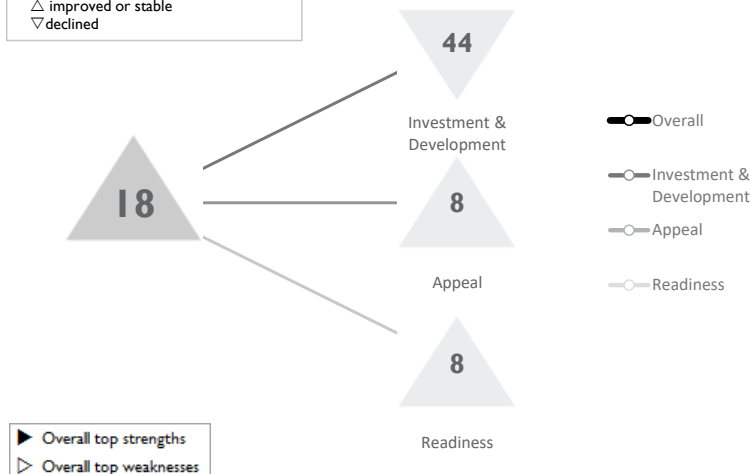 △ improved or stable
▽ declined
44
Investment &
Development
18
8
Appeal
8
Readiness
Overall
Investment &
Development
Appeal
Readiness
▶ Overall top strengths
▷ Overall top weaknesses